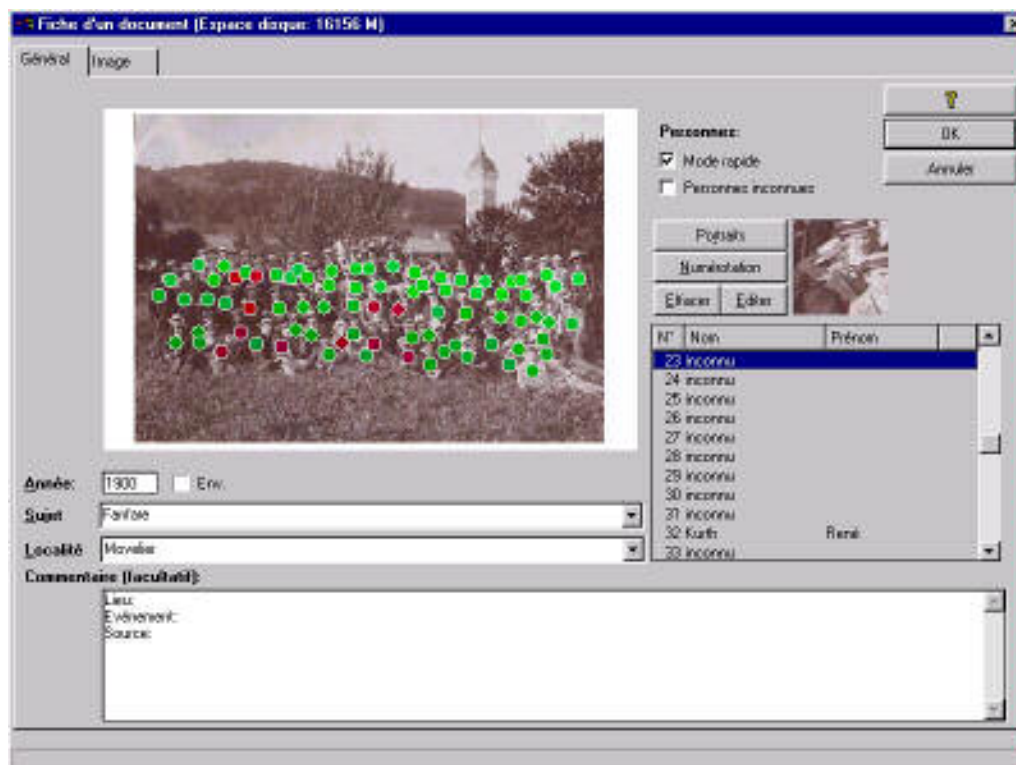 Fiche d'un document (Espace disque: 16156 M)
Général
Image
Personnes:
Mode rapide
Personnes inconnues
?
OK
Annuler
Portraits
Numérotation
Effacer
Editer
N° Nom Prénom
23 inconnu
24 inconnu
25 inconnu
26 inconnu
27 inconnu
28 inconnu
29 inconnu
30 inconnu
31 inconnu
32 Kurth René
33 inconnu
Année: 1900 Env.
Sujet Fanfare
Localité Movelier
Commentaire (facultatif):
Lieu:
Evénement:
Source: